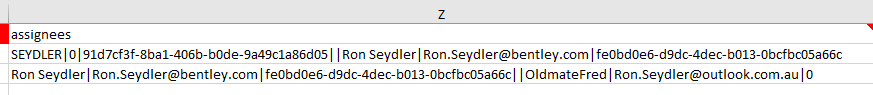 Z
assignees
SEYDLER|0|91d7cf3f-8ba1-406b-b0de-9a49c1a86d05||Ron Seydler|Ron.Seydler@bentley.com|fe0bd0e6-d9dc-4dec-b013-0bcfbc05a66c
Ron Seydler|Ron.Seydler@bentley.com|fe0bd0e6-d9dc-4dec-b013-0bcfbc05a66c||OldmateFred|Ron.Seydler@outlook.com.au|0